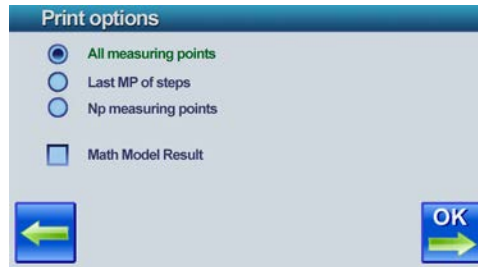 Print options
All measuring points
Last MP of steps
Np measuring points
Math Model Result
OK